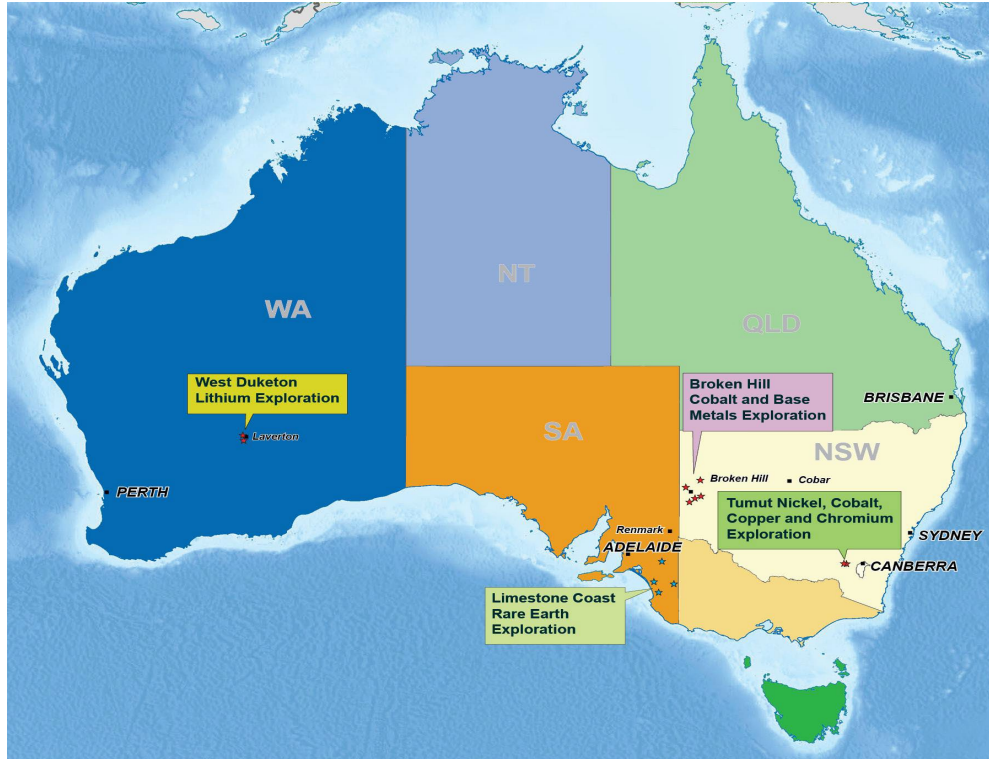 NT
WA
QLD
West Duketon
Lithium Exploration
Broken Hill
Cobalt and Base
Metals Exploration
BRISBANE
Laverton
SA
NSW
Broken Hill
Cobar
PERTH
Tumut Nickel, Cobalt,
Copper and Chromium
Exploration
Renmark
SYDNEY
ADELAIDE
CANBERRA
Limestone Coast
Rare Earth
Exploration